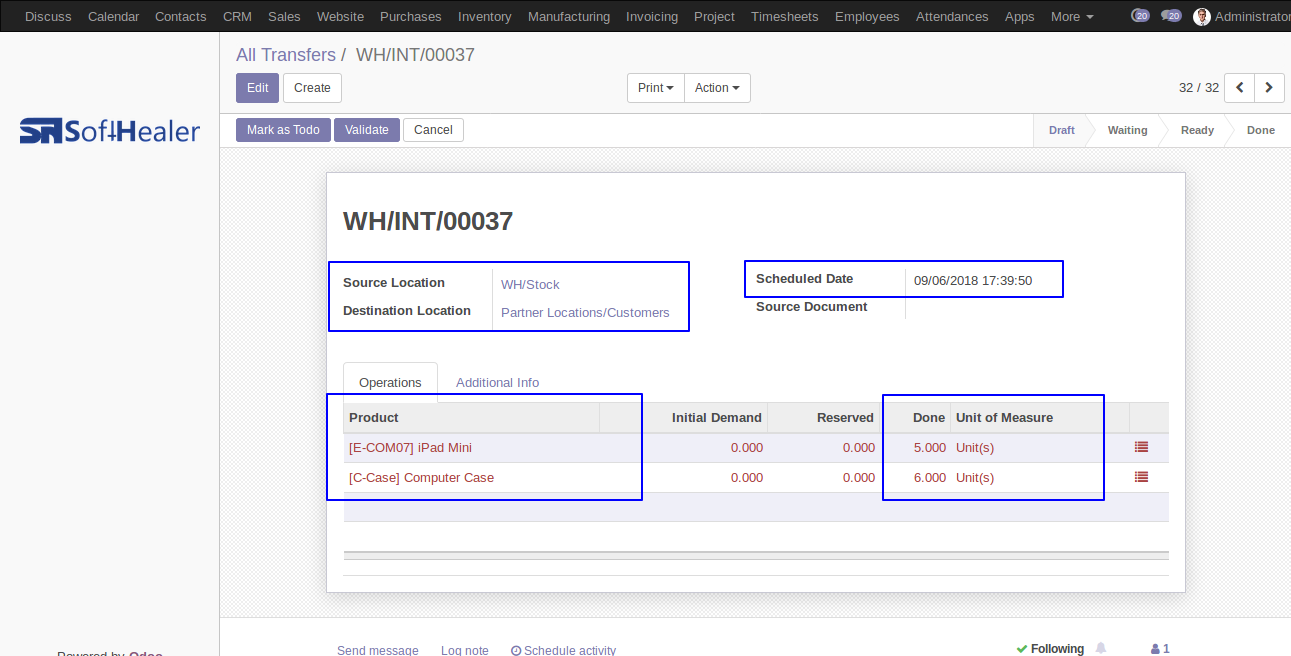 Discuss Calendar Contacts CRM Sales Website Purchases Inventory Manufacturing Invoicing Project Timesheets Employees Attendances Apps More 20 20 Administrator
All Transfers / WH/INT/00037
Edit Create Print Action 32 / 32
SoftHealer
Mark as Todo Validate Cancel Draft Waiting Ready Done
WH/INT/00037
Source Location WH/Stock Scheduled Date 09/06/2018 17:39:50
Destination Location Partner Locations/Customers Source Document
Operations Additional Info
Product Initial Demand Reserved Done Unit of Measure
[E-COM07] iPad Mini 0.000 0.000 5.000 Unit(s)
[C-Case] Computer Case 0.000 0.000 6.000 Unit(s)
Send message Log note Schedule activity Following 1
Powered by Odoo